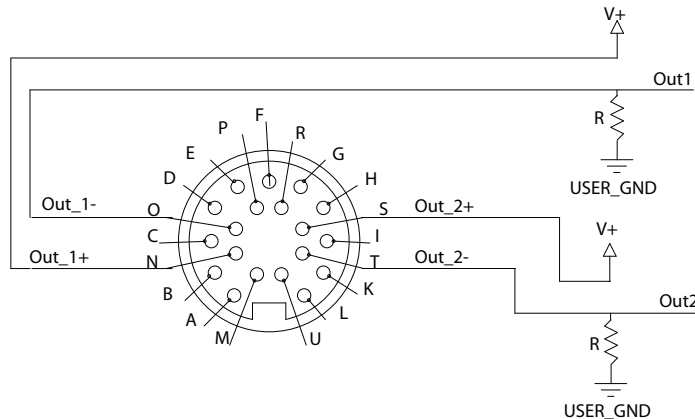 V+
Out1
F
P
R
E
G
R
D
H
USER_GND
Out_1-
O
S
Out_2+
C
I
V+
Out_1+
N
T
Out_2-
B
K
A
L
Out2
M
U
R
USER_GND